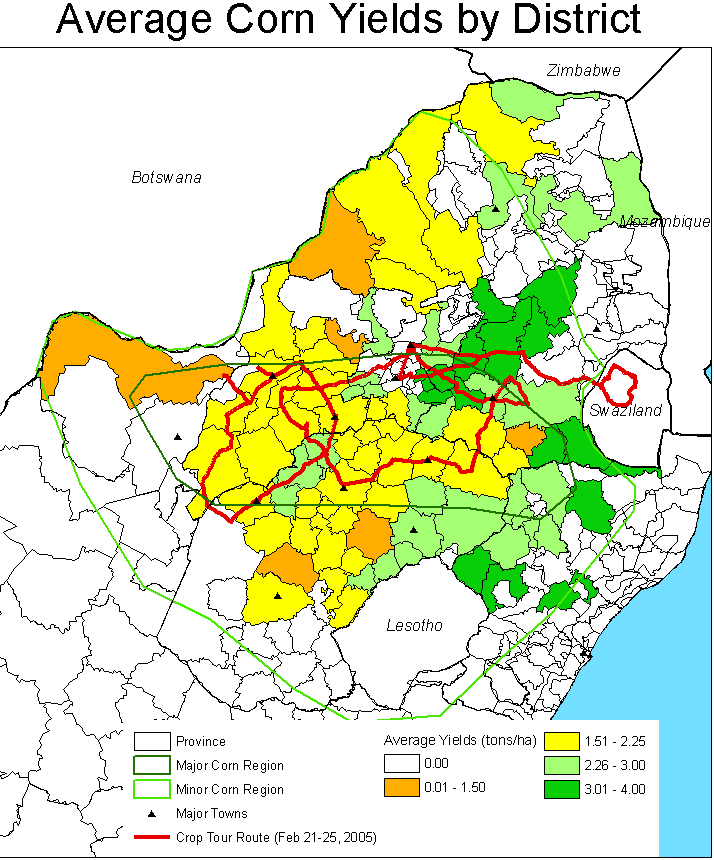 Average Corn Yields by District
Zimbabwe
Botswana
Mozambique
Swaziland
Lesotho
Province
Major Corn Region
Minor Corn Region
Major Towns
Crop Tour Route (Feb 21-25, 2005)
Average Yields (tons/ha)
0.00
0.01 - 1.50
1.51 - 2.25
2.26 - 3.00
3.01 - 4.00